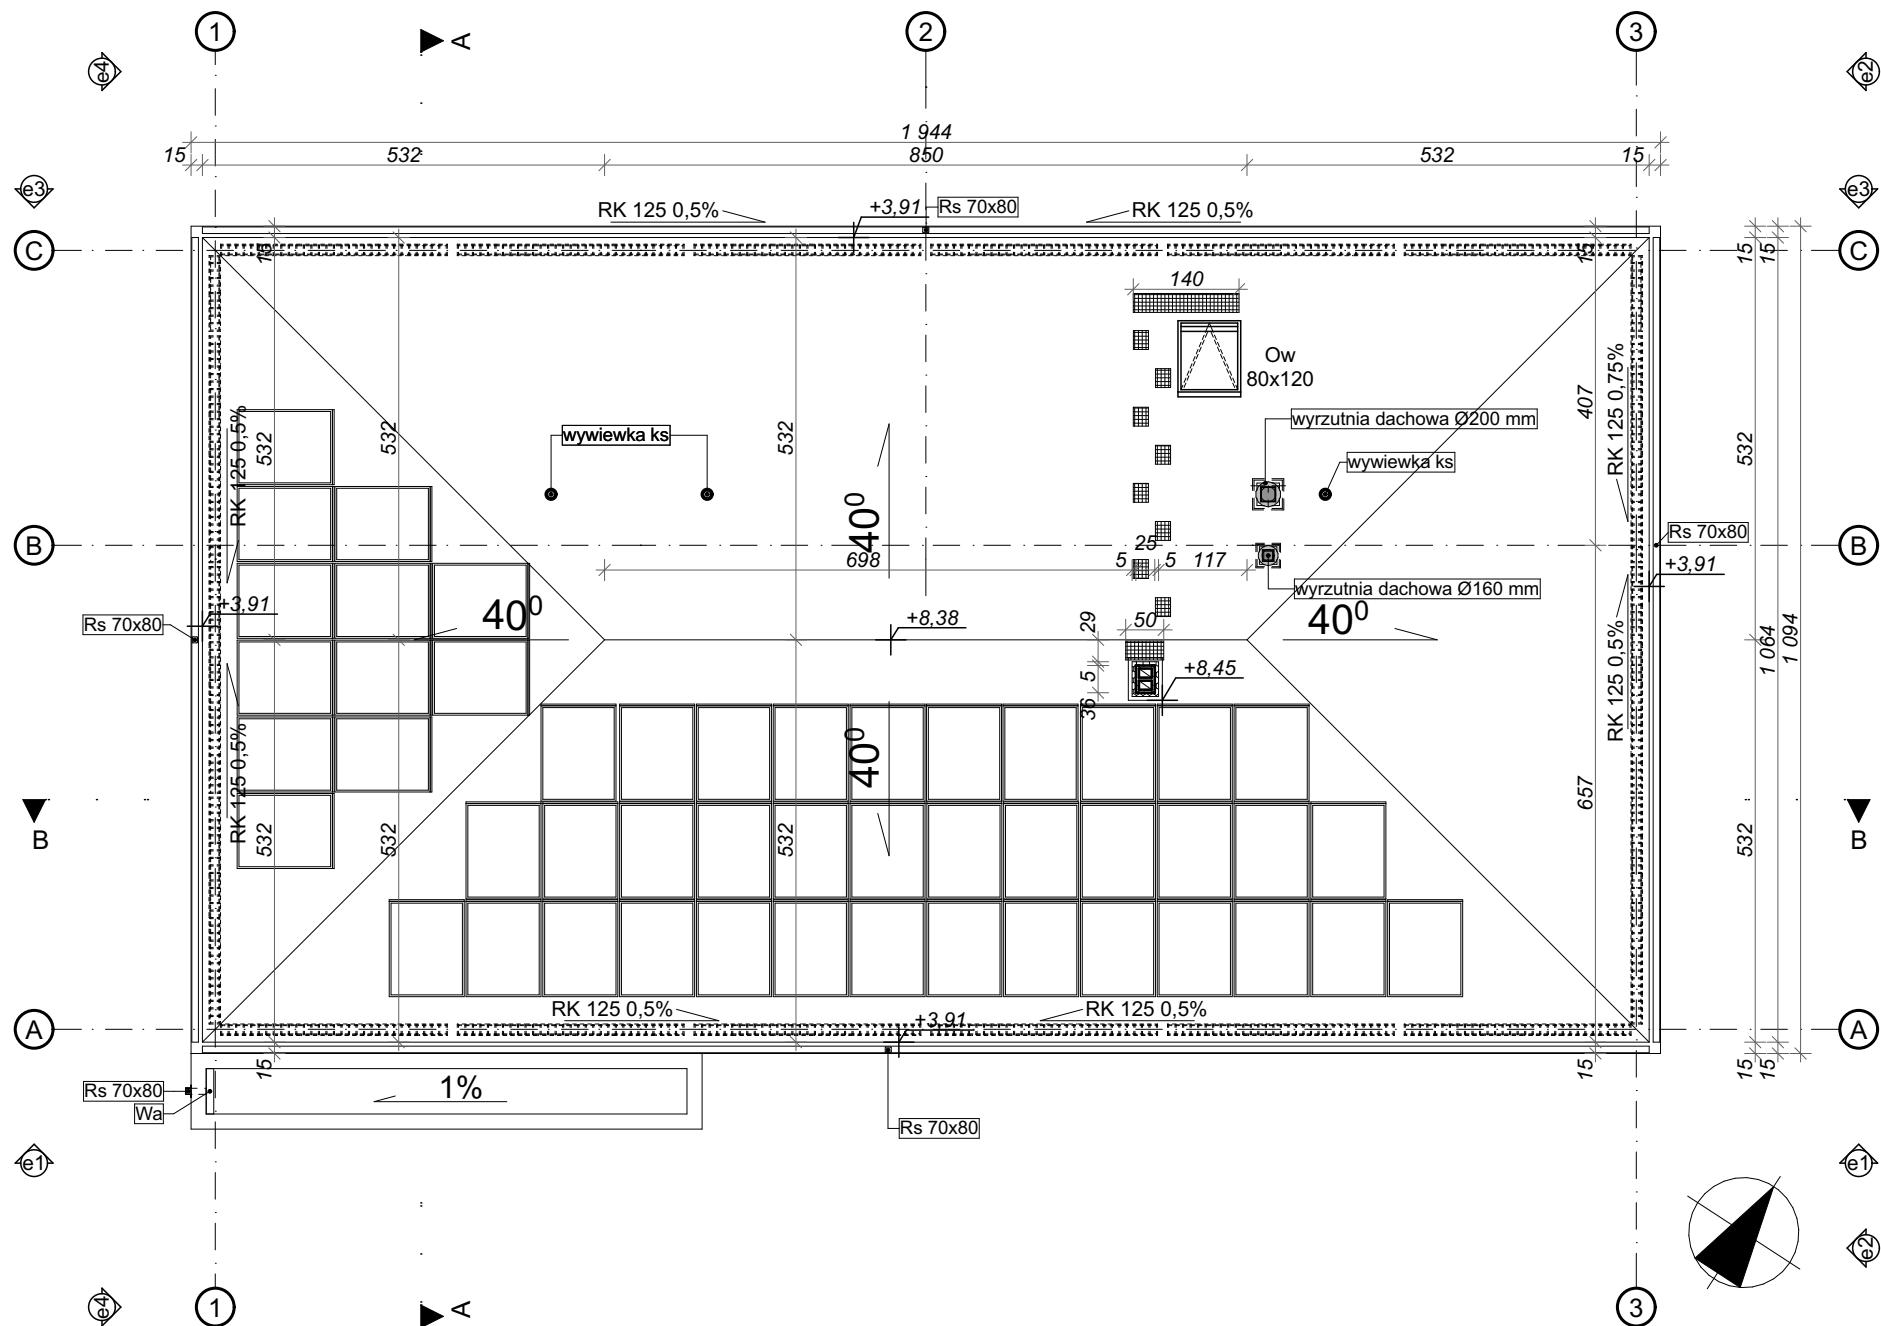 1
A
2
3
e4
e2
1 944
15
532
850
532
15
e3
e3
RK 125 0,5%
+3,91
Rs 70x80
RK 125 0,5%
C
15
15
15
15
C
140
Ow
80x120
RK 125 0,5%
532
532
wywiewka ks
532
40⁰
wyrzutnia dachowa Ø200 mm
wywiewka ks
407
RK 125 0,75%
532
B
698
5
25
5
117
Rs 70x80
B
+3,91
wyrzutnia dachowa Ø160 mm
Rs 70x80
+3,91
40⁰
+8,38
29
50
40⁰
RK 125 0,5%
1 064
1 094
5
36
+8,45
RK 125 0,5%
532
532
532
40⁰
657
532
B
B
RK 125 0,5%
+3,91
RK 125 0,5%
A
A
15
15
15
15
Rs 70x80
Wa
1%
Rs 70x80
e1
e1
e2
e4
1
A
3